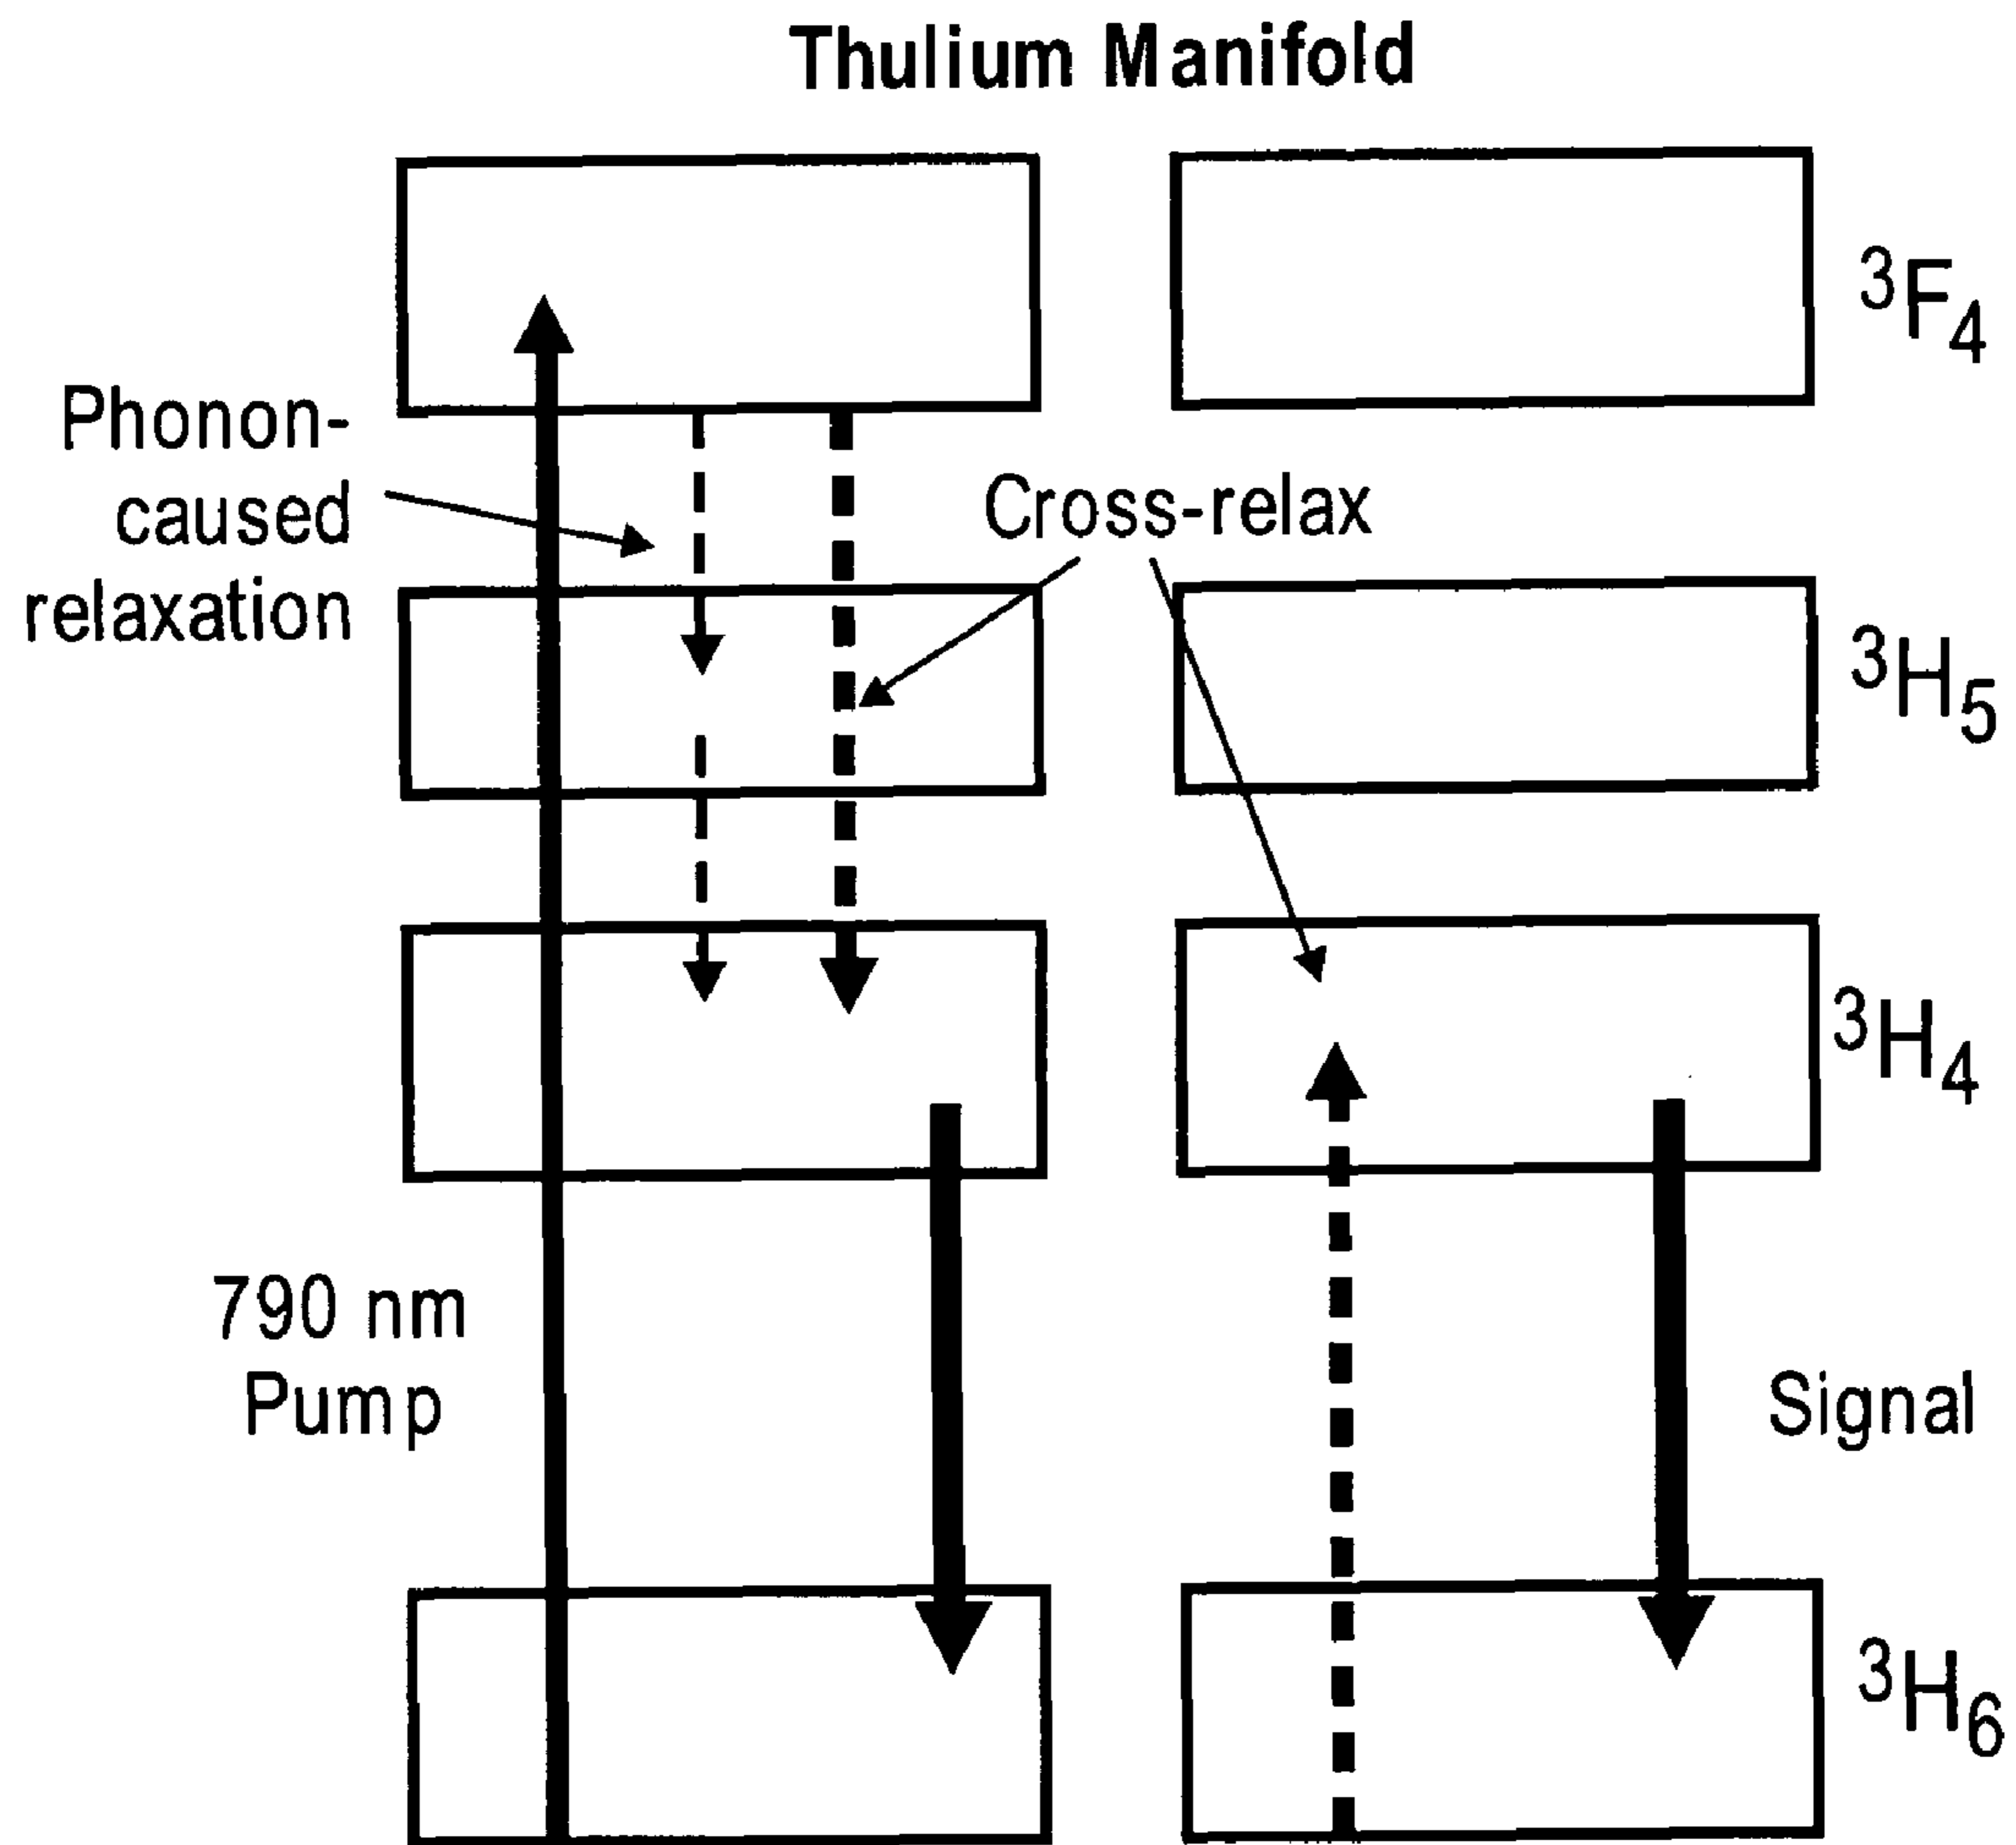 Thulium Manifold
³F₄
Phonon-
caused
relaxation
Cross-relax
³H₅
³H₄
790 nm
Pump
Signal
³H₆